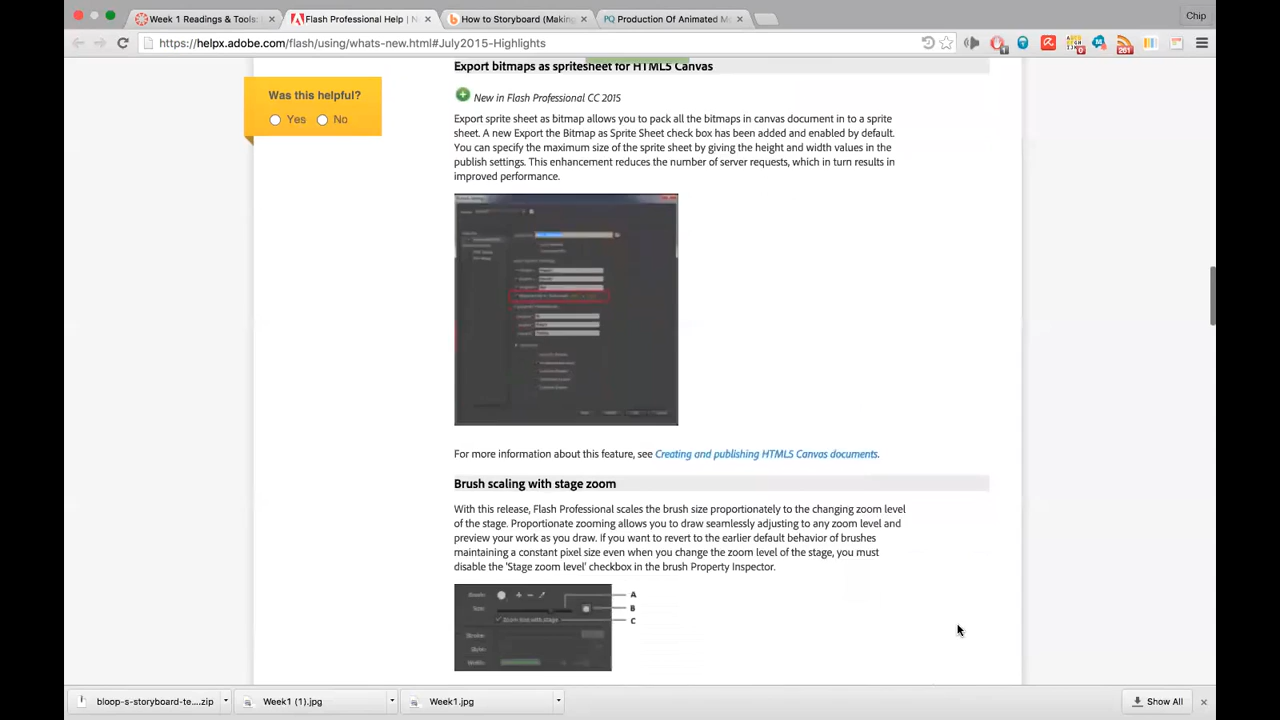 Week 1 Readings & Tools:
Flash Professional Help | N
How to Storyboard (Making
PQ Production Of Animated M
Chip
https://helpx.adobe.com/flash/using/whats-new.html#July2015-Highlights
261
Export bitmaps as spritesheet for HTML5 Canvas
Was this helpful?
Yes No
New in Flash Professional CC 2015
Export sprite sheet as bitmap allows you to pack all the bitmaps in canvas document in to a sprite
sheet. A new Export the Bitmap as Sprite Sheet check box has been added and enabled by default.
You can specify the maximum size of the sprite sheet by giving the height and width values in the
publish settings. This enhancement reduces the number of server requests, which in turn results in
improved performance.
For more information about this feature, see Creating and publishing HTML5 Canvas documents.
Brush scaling with stage zoom
With this release, Flash Professional scales the brush size proportionately to the changing zoom level
of the stage. Proportionate zooming allows you to draw seamlessly adjusting to any zoom level and
preview your work as you draw. If you want to revert to the earlier default behavior of brushes
maintaining a constant pixel size even when you change the zoom level of the stage, you must
disable the 'Stage zoom level' checkbox in the brush Property Inspector.
A
Size: B
Zoom size with stage C
Stroke:
Style:
Width:
bloop-s-storyboard-te....zip
Week1 (1).jpg
Week1.jpg
Show All